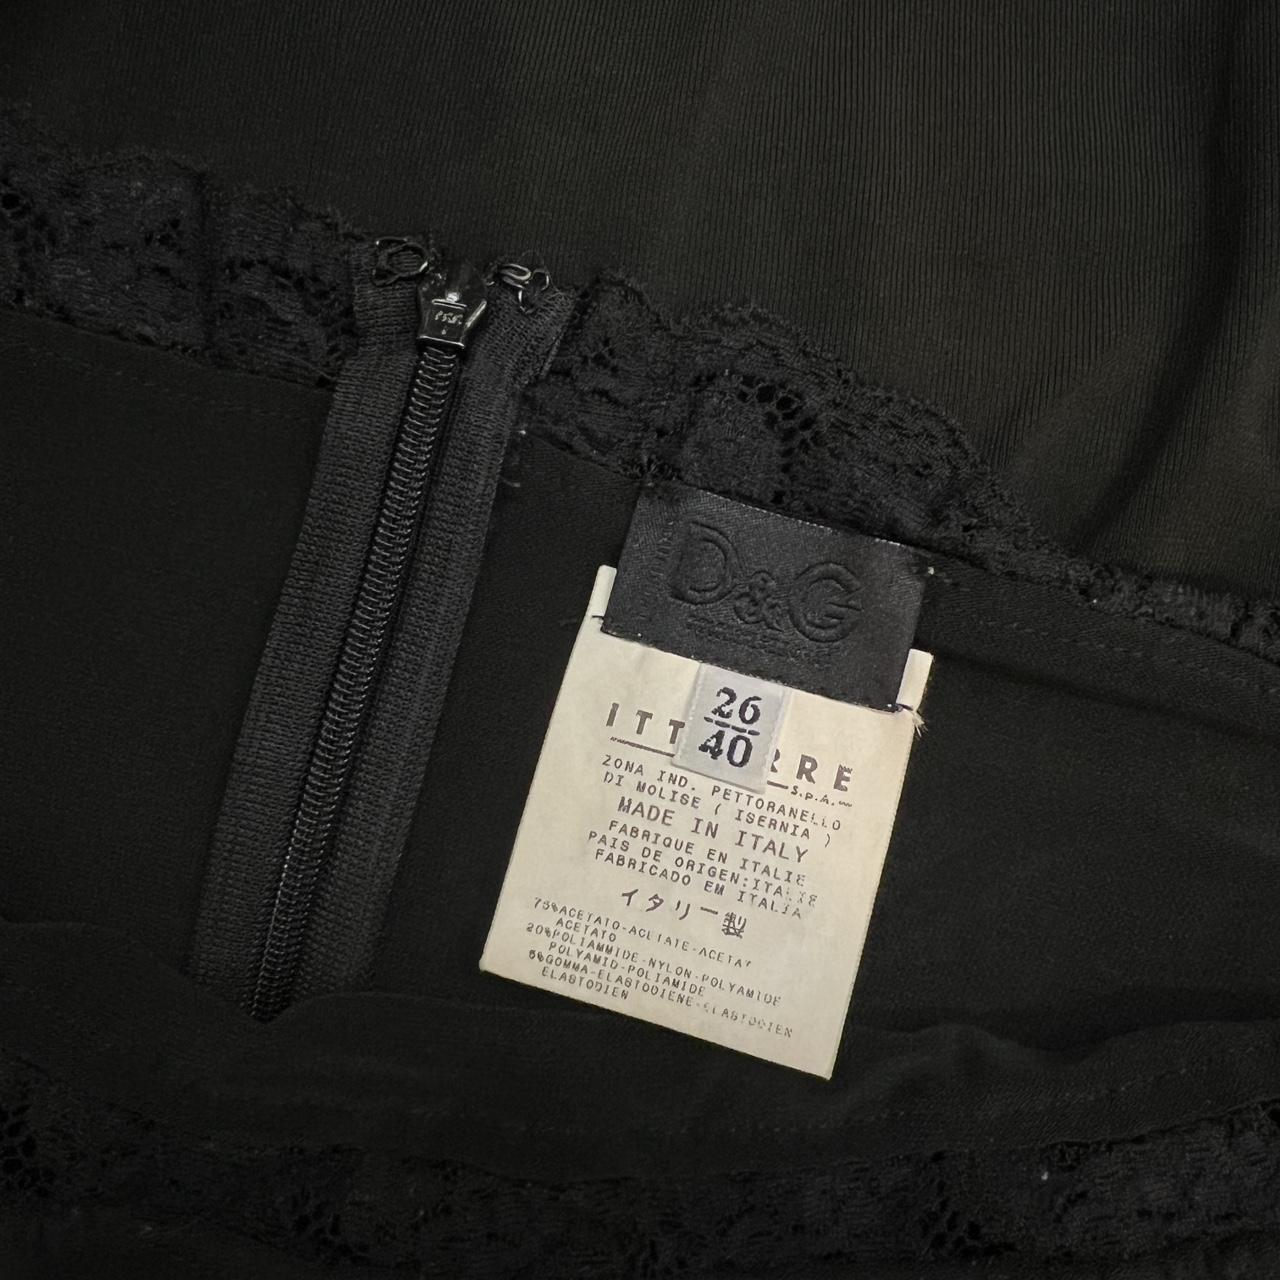 D&G
26
40
ITT RRE
S.P.A.
ZONA IND. PETTORANELLO
DI MOLISE ( ISERNIA )
MADE IN ITALY
FABRIQUE EN ITALIE
PAIS DE ORIGEN:ITALIE
FABRICADO EM ITALIA
イタリー製
75%ACETATO-ACETATE-ACETAT
ACETATO
20%POLIAMMIDE-NYLON-POLYAMIDE
POLYAMID-POLIAMIDE
5%GOMMA-ELASTODIENE-ELASTODIEN
ELASTODIEN